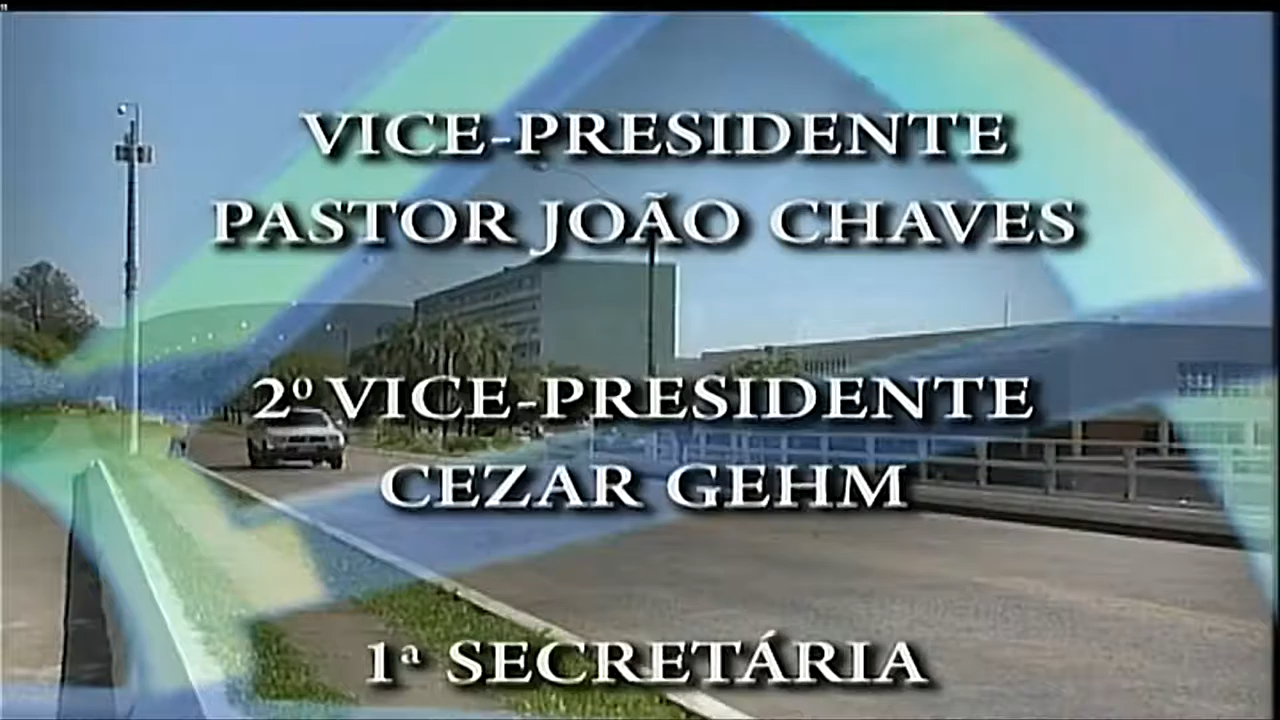 VICE-PRESIDENTE
PASTOR JOÃO CHAVES
2º VICE-PRESIDENTE
CEZAR GEHM
1ª SECRETÁRIA